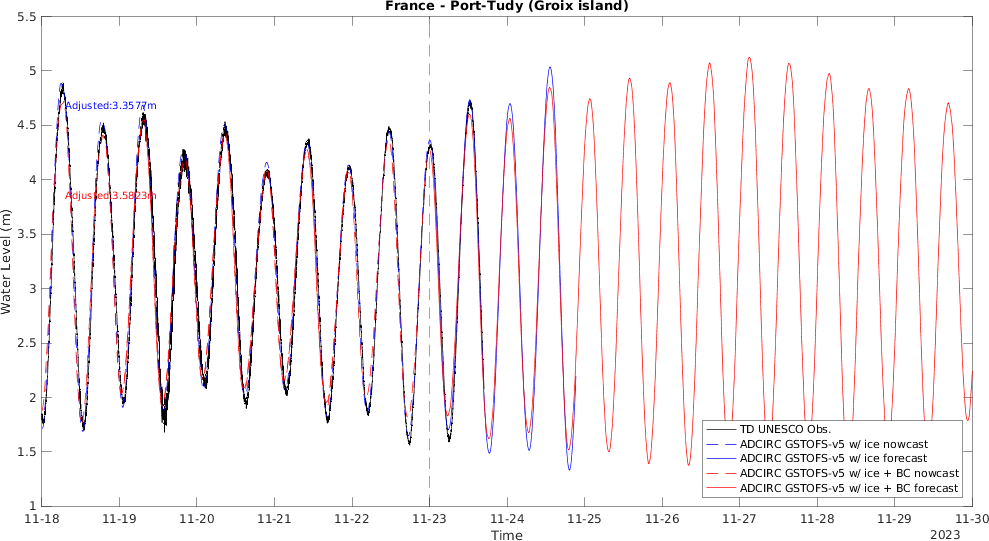 France - Port-Tudy (Groix island)
5.5
5
4.5
4
3.5
3
2.5
2
1.5
1
Water Level (m)
Adjusted:3.3577m
Adjusted:3.5823m
TD UNESCO Obs.
ADCIRC GSTOFS-v5 w/ ice nowcast
ADCIRC GSTOFS-v5 w/ ice forecast
ADCIRC GSTOFS-v5 w/ ice + BC nowcast
ADCIRC GSTOFS-v5 w/ ice + BC forecast
11-18 11-19 11-20 11-21 11-22 11-23 11-24 11-25 11-26 11-27 11-28 11-29 11-30
Time
2023